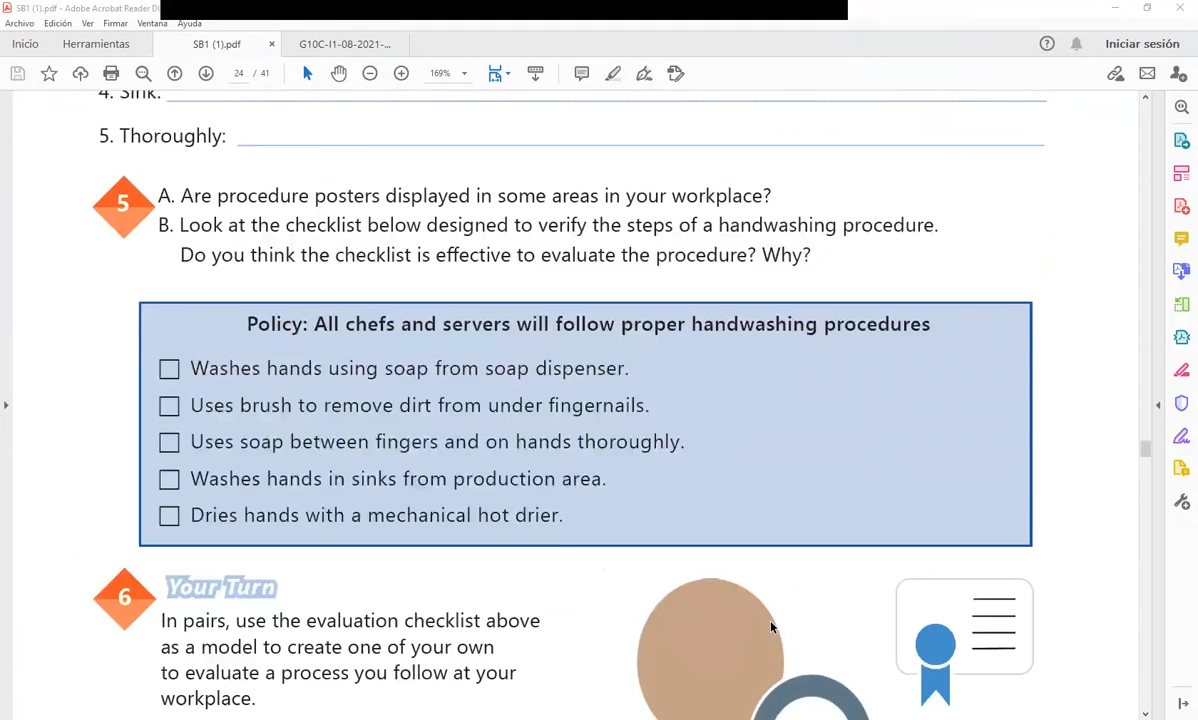 SB1 (1).pdf - Adobe Acrobat Reader DC
Archivo Edición Ver Firmar Ventana Ayuda
Inicio Herramientas SB1 (1).pdf × G10C-I1-08-2021-... Iniciar sesión
24 / 41 169%
4. Sink:
5. Thoroughly:
5 A. Are procedure posters displayed in some areas in your workplace?
B. Look at the checklist below designed to verify the steps of a handwashing procedure.
Do you think the checklist is effective to evaluate the procedure? Why?
Policy: All chefs and servers will follow proper handwashing procedures
Washes hands using soap from soap dispenser.
Uses brush to remove dirt from under fingernails.
Uses soap between fingers and on hands thoroughly.
Washes hands in sinks from production area.
Dries hands with a mechanical hot drier.
6 Your Turn
In pairs, use the evaluation checklist above
as a model to create one of your own
to evaluate a process you follow at your
workplace.